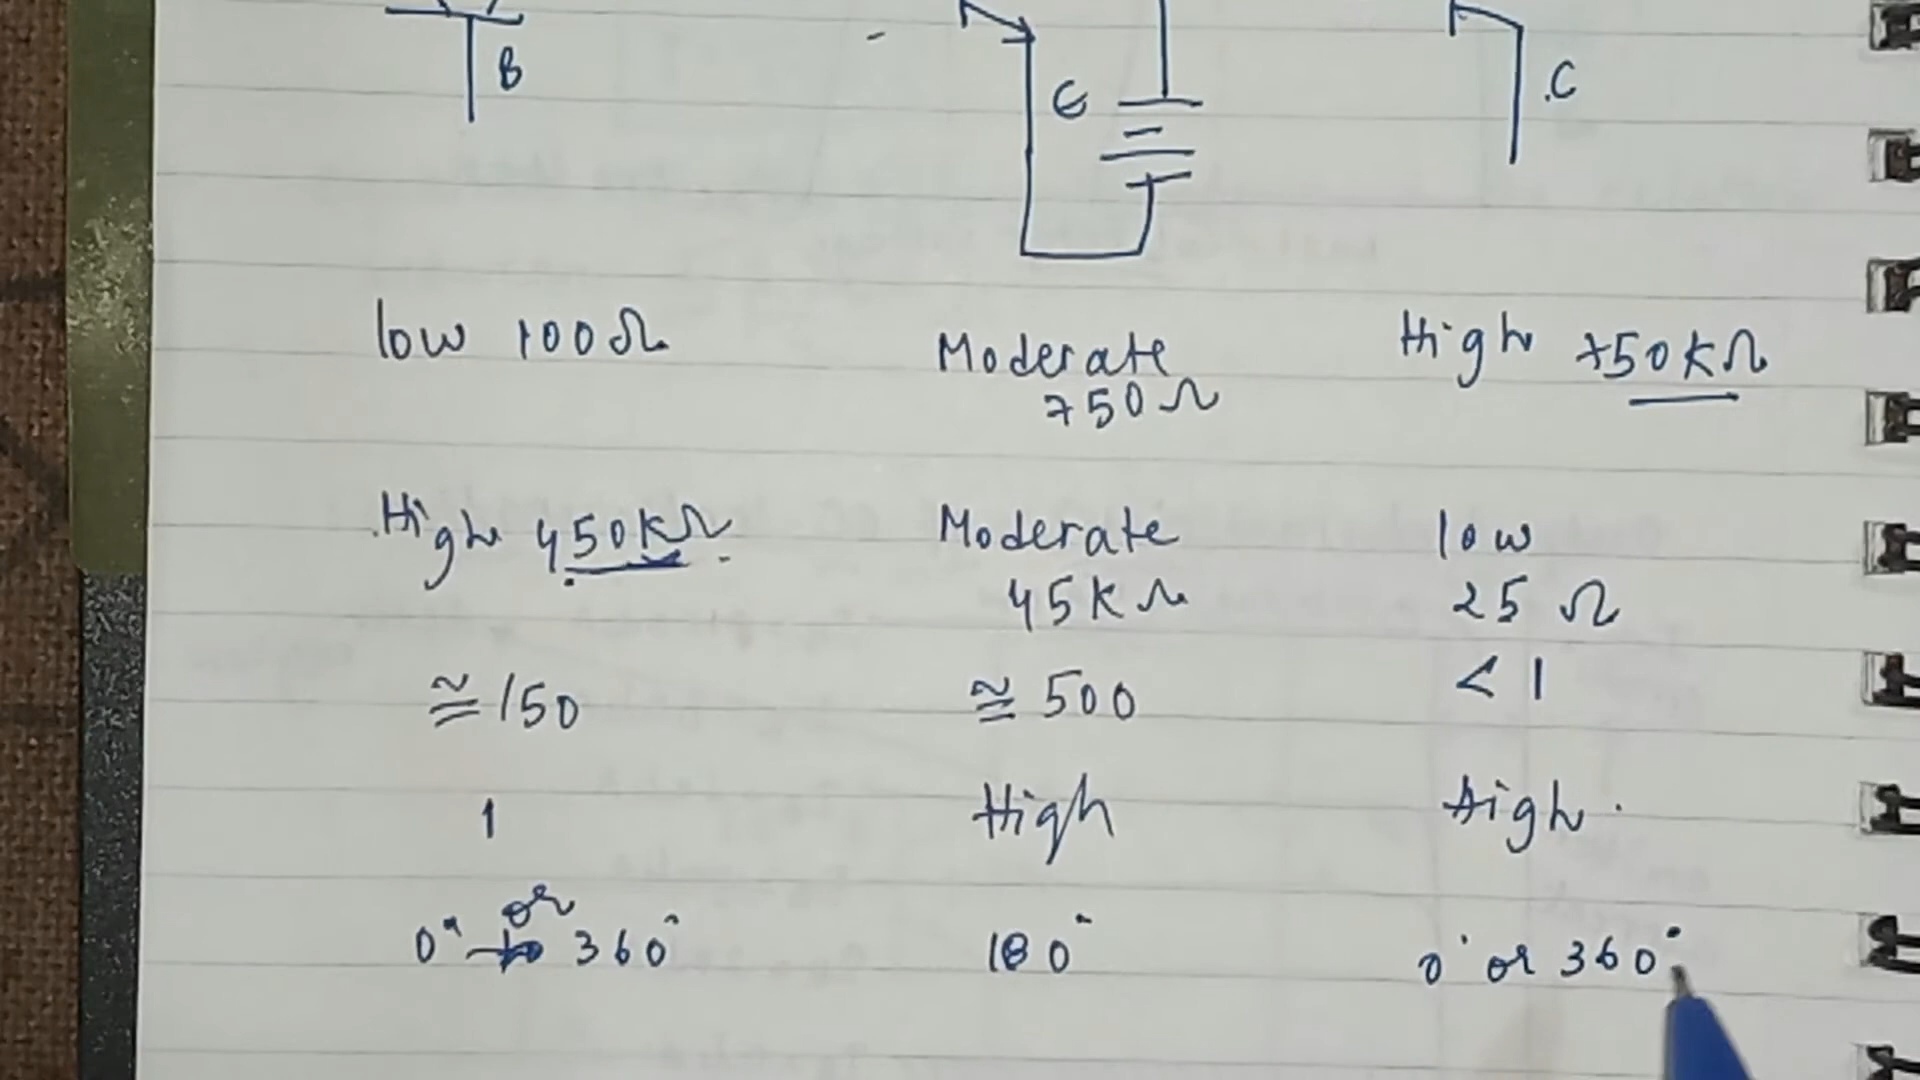 B
E
.C
low 100Ω
Moderate
750Ω
High 750KΩ
High 450KΩ
Moderate
45KΩ
low
25 Ω
≅ 150
≅ 500
< 1
1
High
High
0° or 360°
180°
0° or 360°